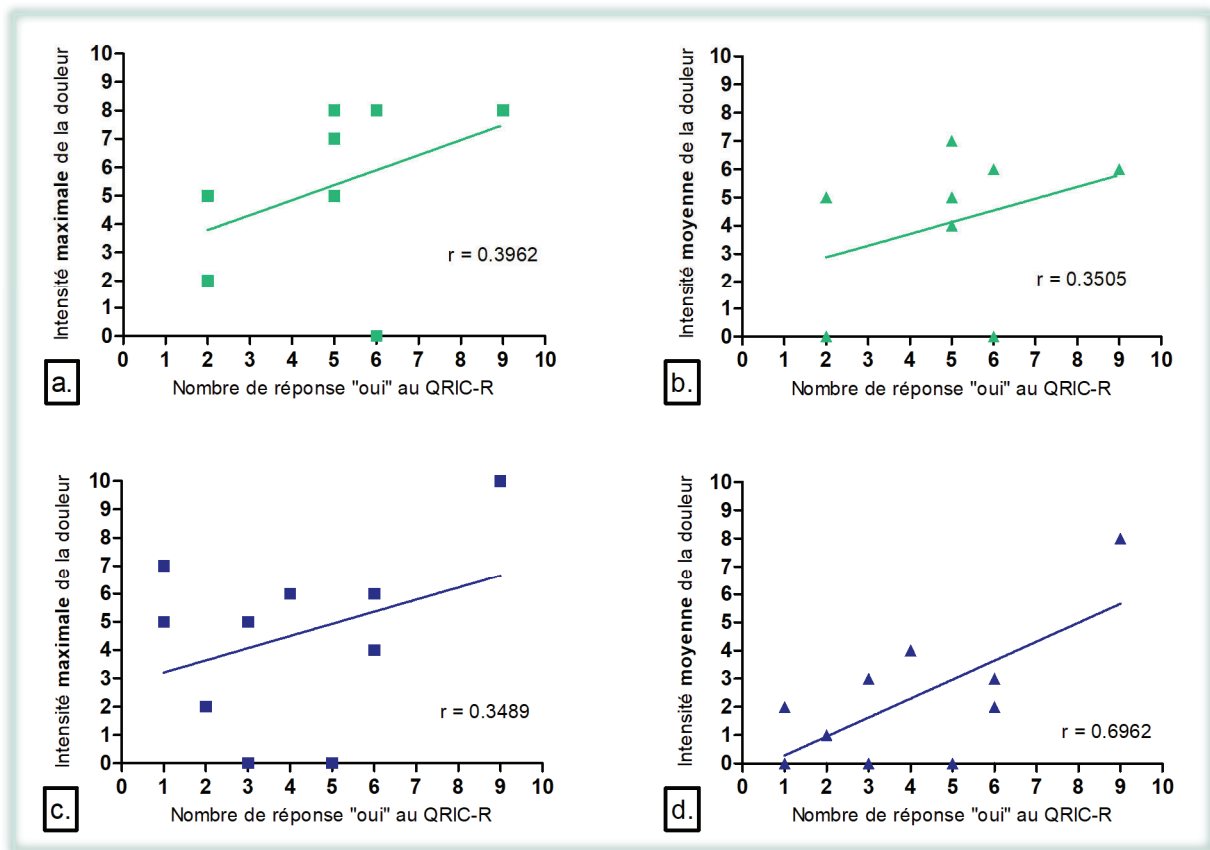 Intensité maximale de la douleur
10
9
8
7
6
5
4
3
2
1
0
0 1 2 3 4 5 6 7 8 9 10
r = 0.3962
Nombre de réponse "oui" au QRIC-R
a.
Intensité moyenne de la douleur
10
9
8
7
6
5
4
3
2
1
0
0 1 2 3 4 5 6 7 8 9 10
r = 0.3505
Nombre de réponse "oui" au QRIC-R
b.
Intensité maximale de la douleur
10
9
8
7
6
5
4
3
2
1
0
0 1 2 3 4 5 6 7 8 9 10
r = 0.3489
Nombre de réponse "oui" au QRIC-R
c.
Intensité moyenne de la douleur
10
9
8
7
6
5
4
3
2
1
0
0 1 2 3 4 5 6 7 8 9 10
r = 0.6962
Nombre de réponse "oui" au QRIC-R
d.